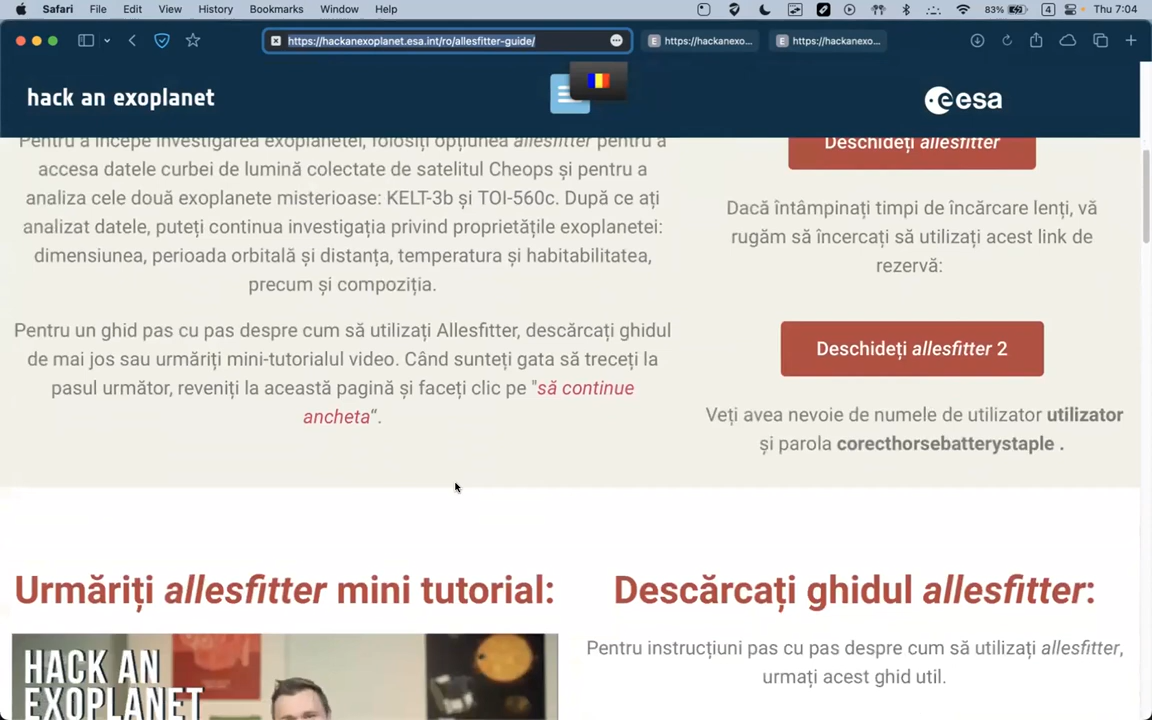 Safari File Edit View History Bookmarks Window Help 83% 4 Thu 7:04
https://hackanexoplanet.esa.int/ro/allesfitter-guide/ E https://hackanexo... E https://hackanexo...
hack an exoplanet
esa
Pentru a începe investigarea exoplanetei, folosiți opțiunea allesfitter pentru a
accesa datele curbei de lumină colectate de satelitul Cheops și pentru a
analiza cele două exoplanete misterioase: KELT-3b și TOI-560c. După ce ați
analizat datele, puteți continua investigația privind proprietățile exoplanetei:
dimensiunea, perioada orbitală și distanța, temperatura și habitabilitatea,
precum și compoziția.
Pentru un ghid pas cu pas despre cum să utilizați Allesfitter, descărcați ghidul
de mai jos sau urmăriți mini-tutorialul video. Când sunteți gata să treceți la
pasul următor, reveniți la această pagină și faceți clic pe "să continue
ancheta“.
Deschideți allesfitter
Dacă întâmpinați timpi de încărcare lenți, vă
rugăm să încercați să utilizați acest link de
rezervă:
Deschideți allesfitter 2
Veți avea nevoie de numele de utilizator utilizator
și parola corecthorsebatterystaple .
Urmăriți allesfitter mini tutorial:
HACK AN
EXOPLANET
Descărcați ghidul allesfitter:
Pentru instrucțiuni pas cu pas despre cum să utilizați allesfitter,
urmați acest ghid util.